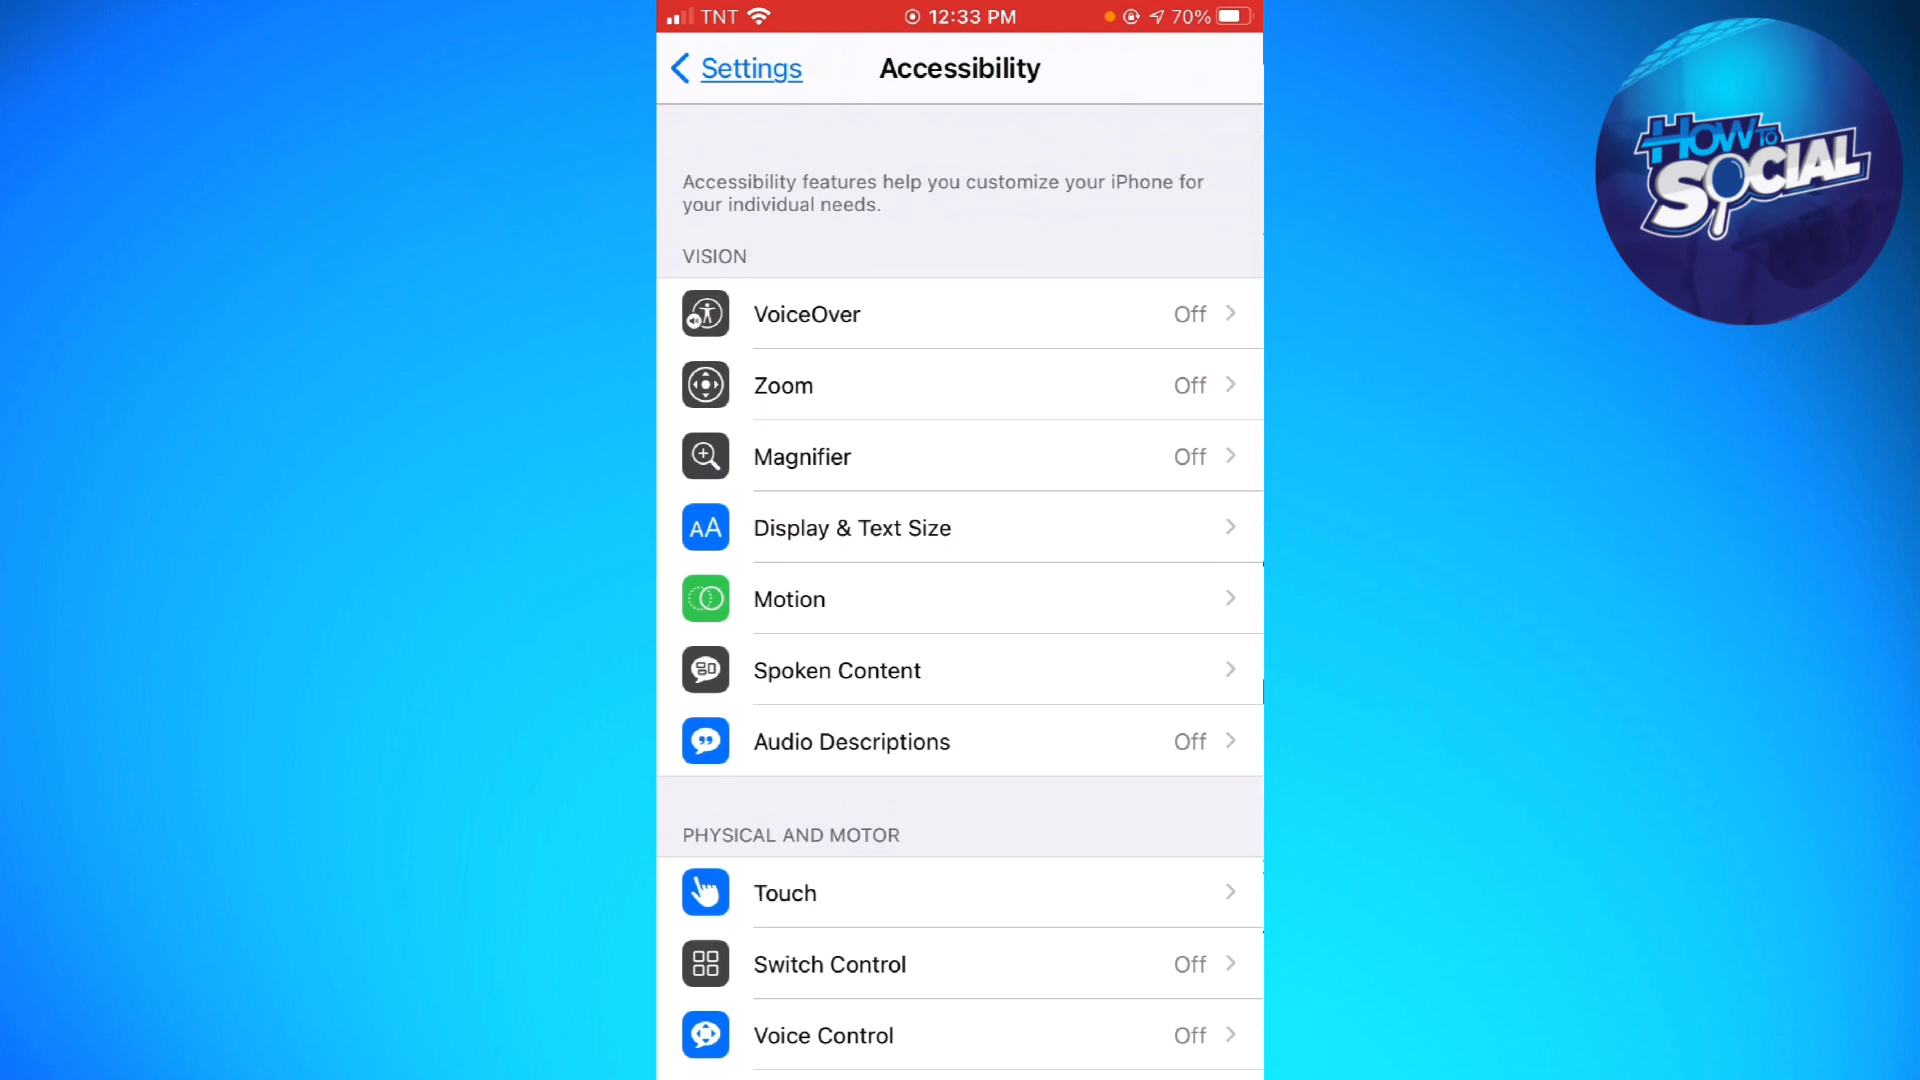 TNT 12:33 PM 70%
Settings Accessibility
HOW TO SOCIAL
Accessibility features help you customize your iPhone for
your individual needs.
VISION
VoiceOver Off
Zoom Off
Magnifier Off
AA Display & Text Size
Motion
Spoken Content
Audio Descriptions Off
PHYSICAL AND MOTOR
Touch
Switch Control Off
Voice Control Off